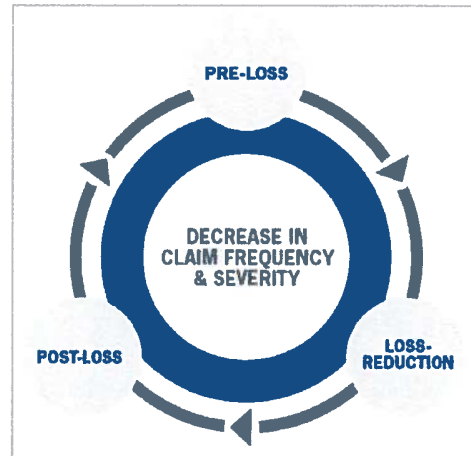 PRE-LOSS
DECREASE IN
CLAIM FREQUENCY
& SEVERITY
POST-LOSS
LOSS-
REDUCTION